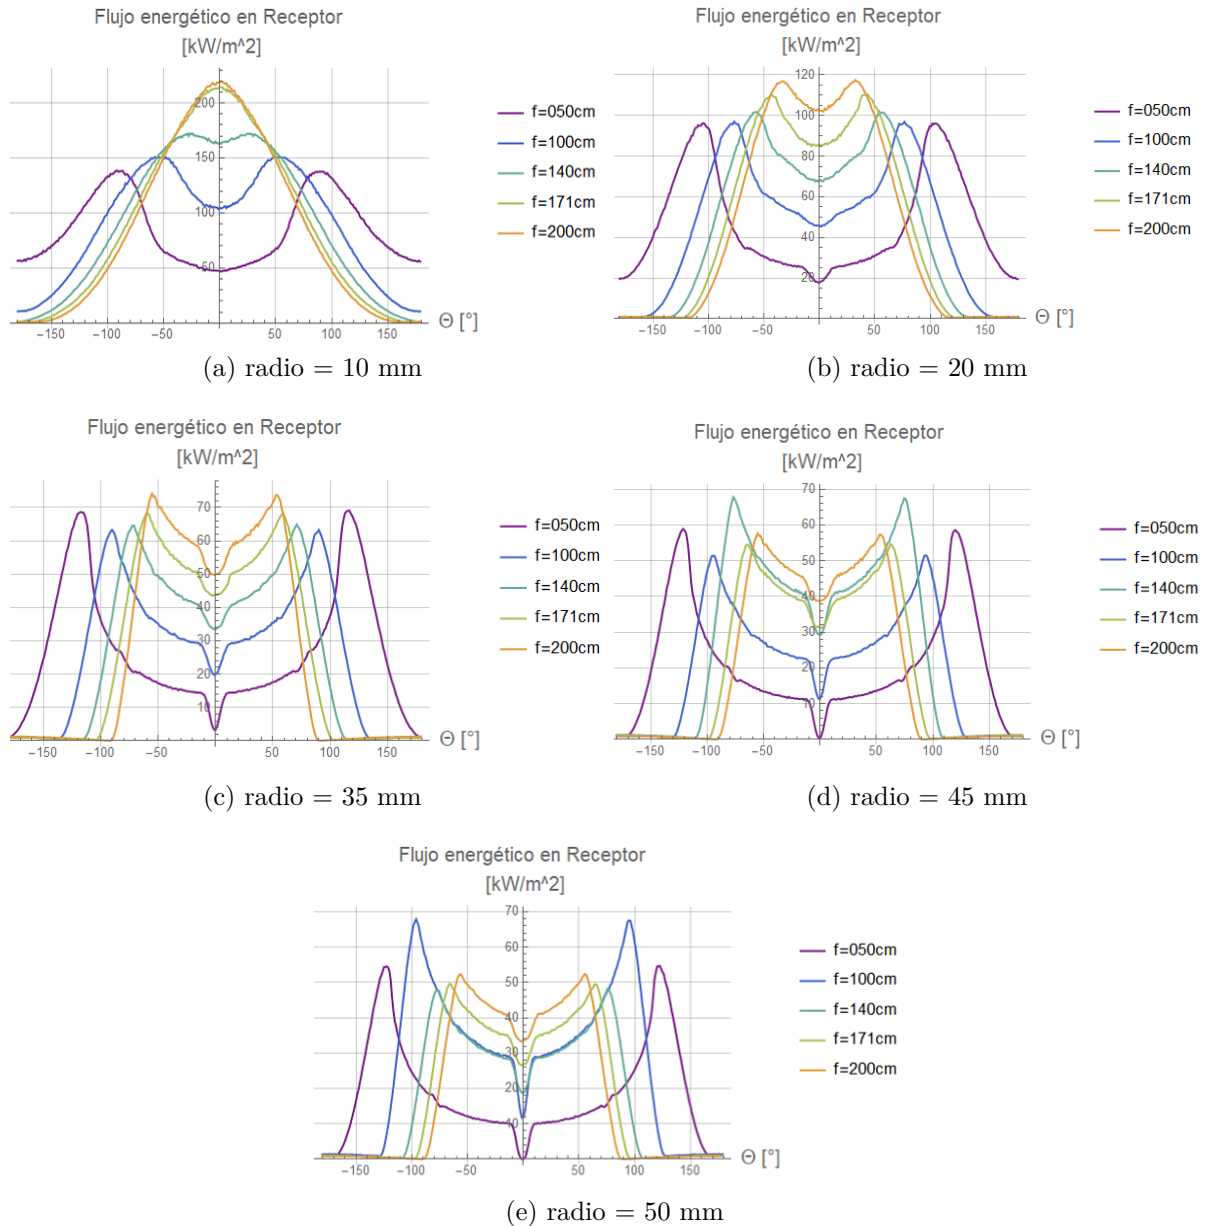 Flujo energético en Receptor
[kW/m^2]
200
150
100
50
−150 −100 −50 50 100 150
Θ [°]
f=050cm
f=100cm
f=140cm
f=171cm
f=200cm
(a) radio = 10 mm
Flujo energético en Receptor
[kW/m^2]
120
100
80
60
40
20
−150 −100 −50 50 100 150
Θ [°]
f=050cm
f=100cm
f=140cm
f=171cm
f=200cm
(b) radio = 20 mm
Flujo energético en Receptor
[kW/m^2]
70
60
50
40
30
20
10
−150 −100 −50 50 100 150
Θ [°]
f=050cm
f=100cm
f=140cm
f=171cm
f=200cm
(c) radio = 35 mm
Flujo energético en Receptor
[kW/m^2]
70
60
50
40
30
20
10
−150 −100 −50 50 100 150
Θ [°]
f=050cm
f=100cm
f=140cm
f=171cm
f=200cm
(d) radio = 45 mm
Flujo energético en Receptor
[kW/m^2]
70
60
50
40
30
20
10
−150 −100 −50 50 100 150
Θ [°]
f=050cm
f=100cm
f=140cm
f=171cm
f=200cm
(e) radio = 50 mm